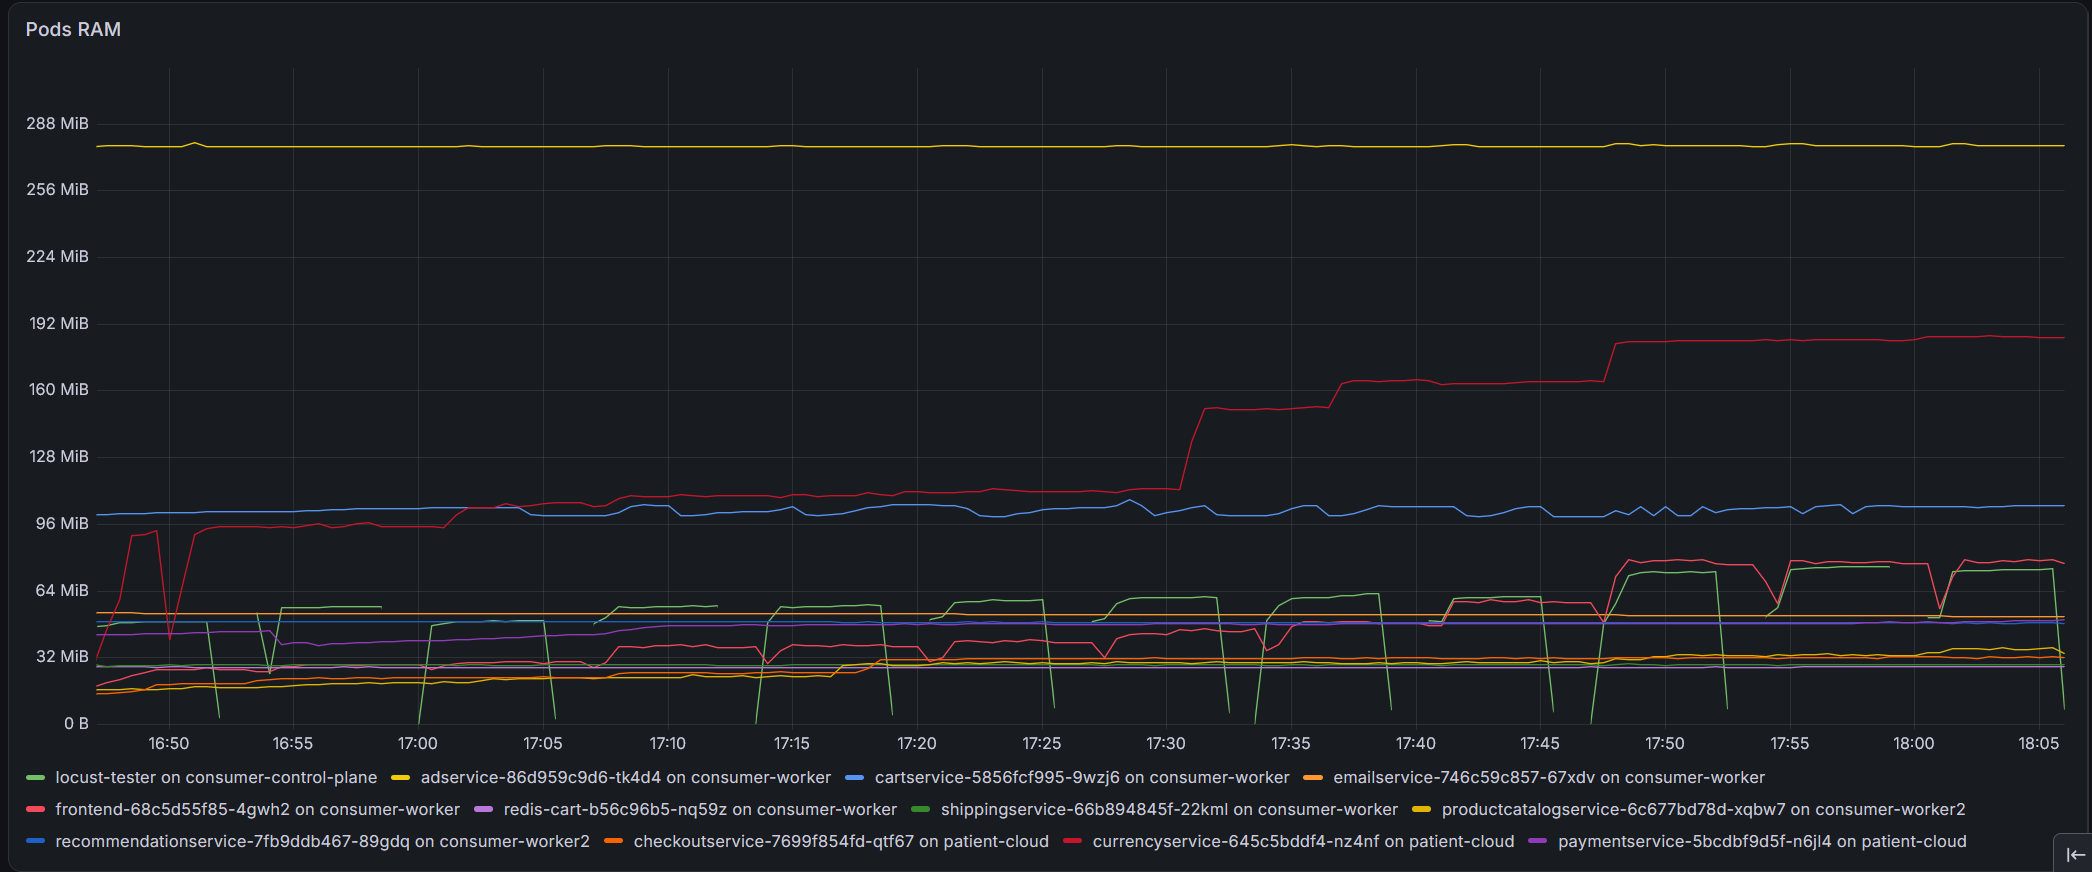 Pods RAM
288 MiB
256 MiB
224 MiB
192 MiB
160 MiB
128 MiB
96 MiB
64 MiB
32 MiB
0 B
16:50 16:55 17:00 17:05 17:10 17:15 17:20 17:25 17:30 17:35 17:40 17:45 17:50 17:55 18:00 18:05
locust-tester on consumer-control-plane adservice-86d959c9d6-tk4d4 on consumer-worker cartservice-5856fcf995-9wzj6 on consumer-worker emailservice-746c59c857-67xdv on consumer-worker
frontend-68c5d55f85-4gwh2 on consumer-worker redis-cart-b56c96b5-nq59z on consumer-worker shippingservice-66b894845f-22kml on consumer-worker productcatalogservice-6c677bd78d-xqbw7 on consumer-worker2
recommendationservice-7fb9ddb467-89gdq on consumer-worker2 checkoutservice-7699f854fd-qtf67 on patient-cloud currencyservice-645c5bddf4-nz4nf on patient-cloud paymentservice-5bcdbf9d5f-n6jl4 on patient-cloud